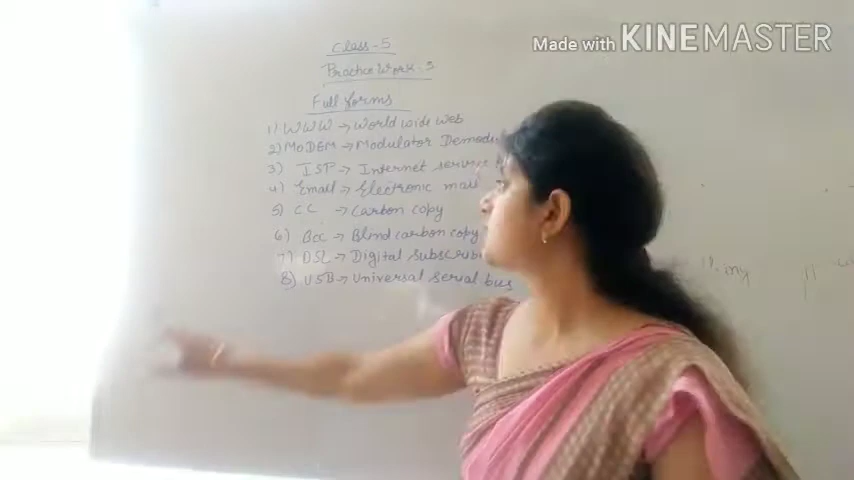 Made with KINEMASTER
Class-5
Practice Work-3
Full forms
1) WWW → World wide Web
2) MODEM → Modulator Demodu
3) ISP → Internet service
4) Email → Electronic mail
5) CC → Carbon copy
6) Bcc → Blind carbon copy
7) DSL → Digital subscrib
8) USB → Universal serial bus